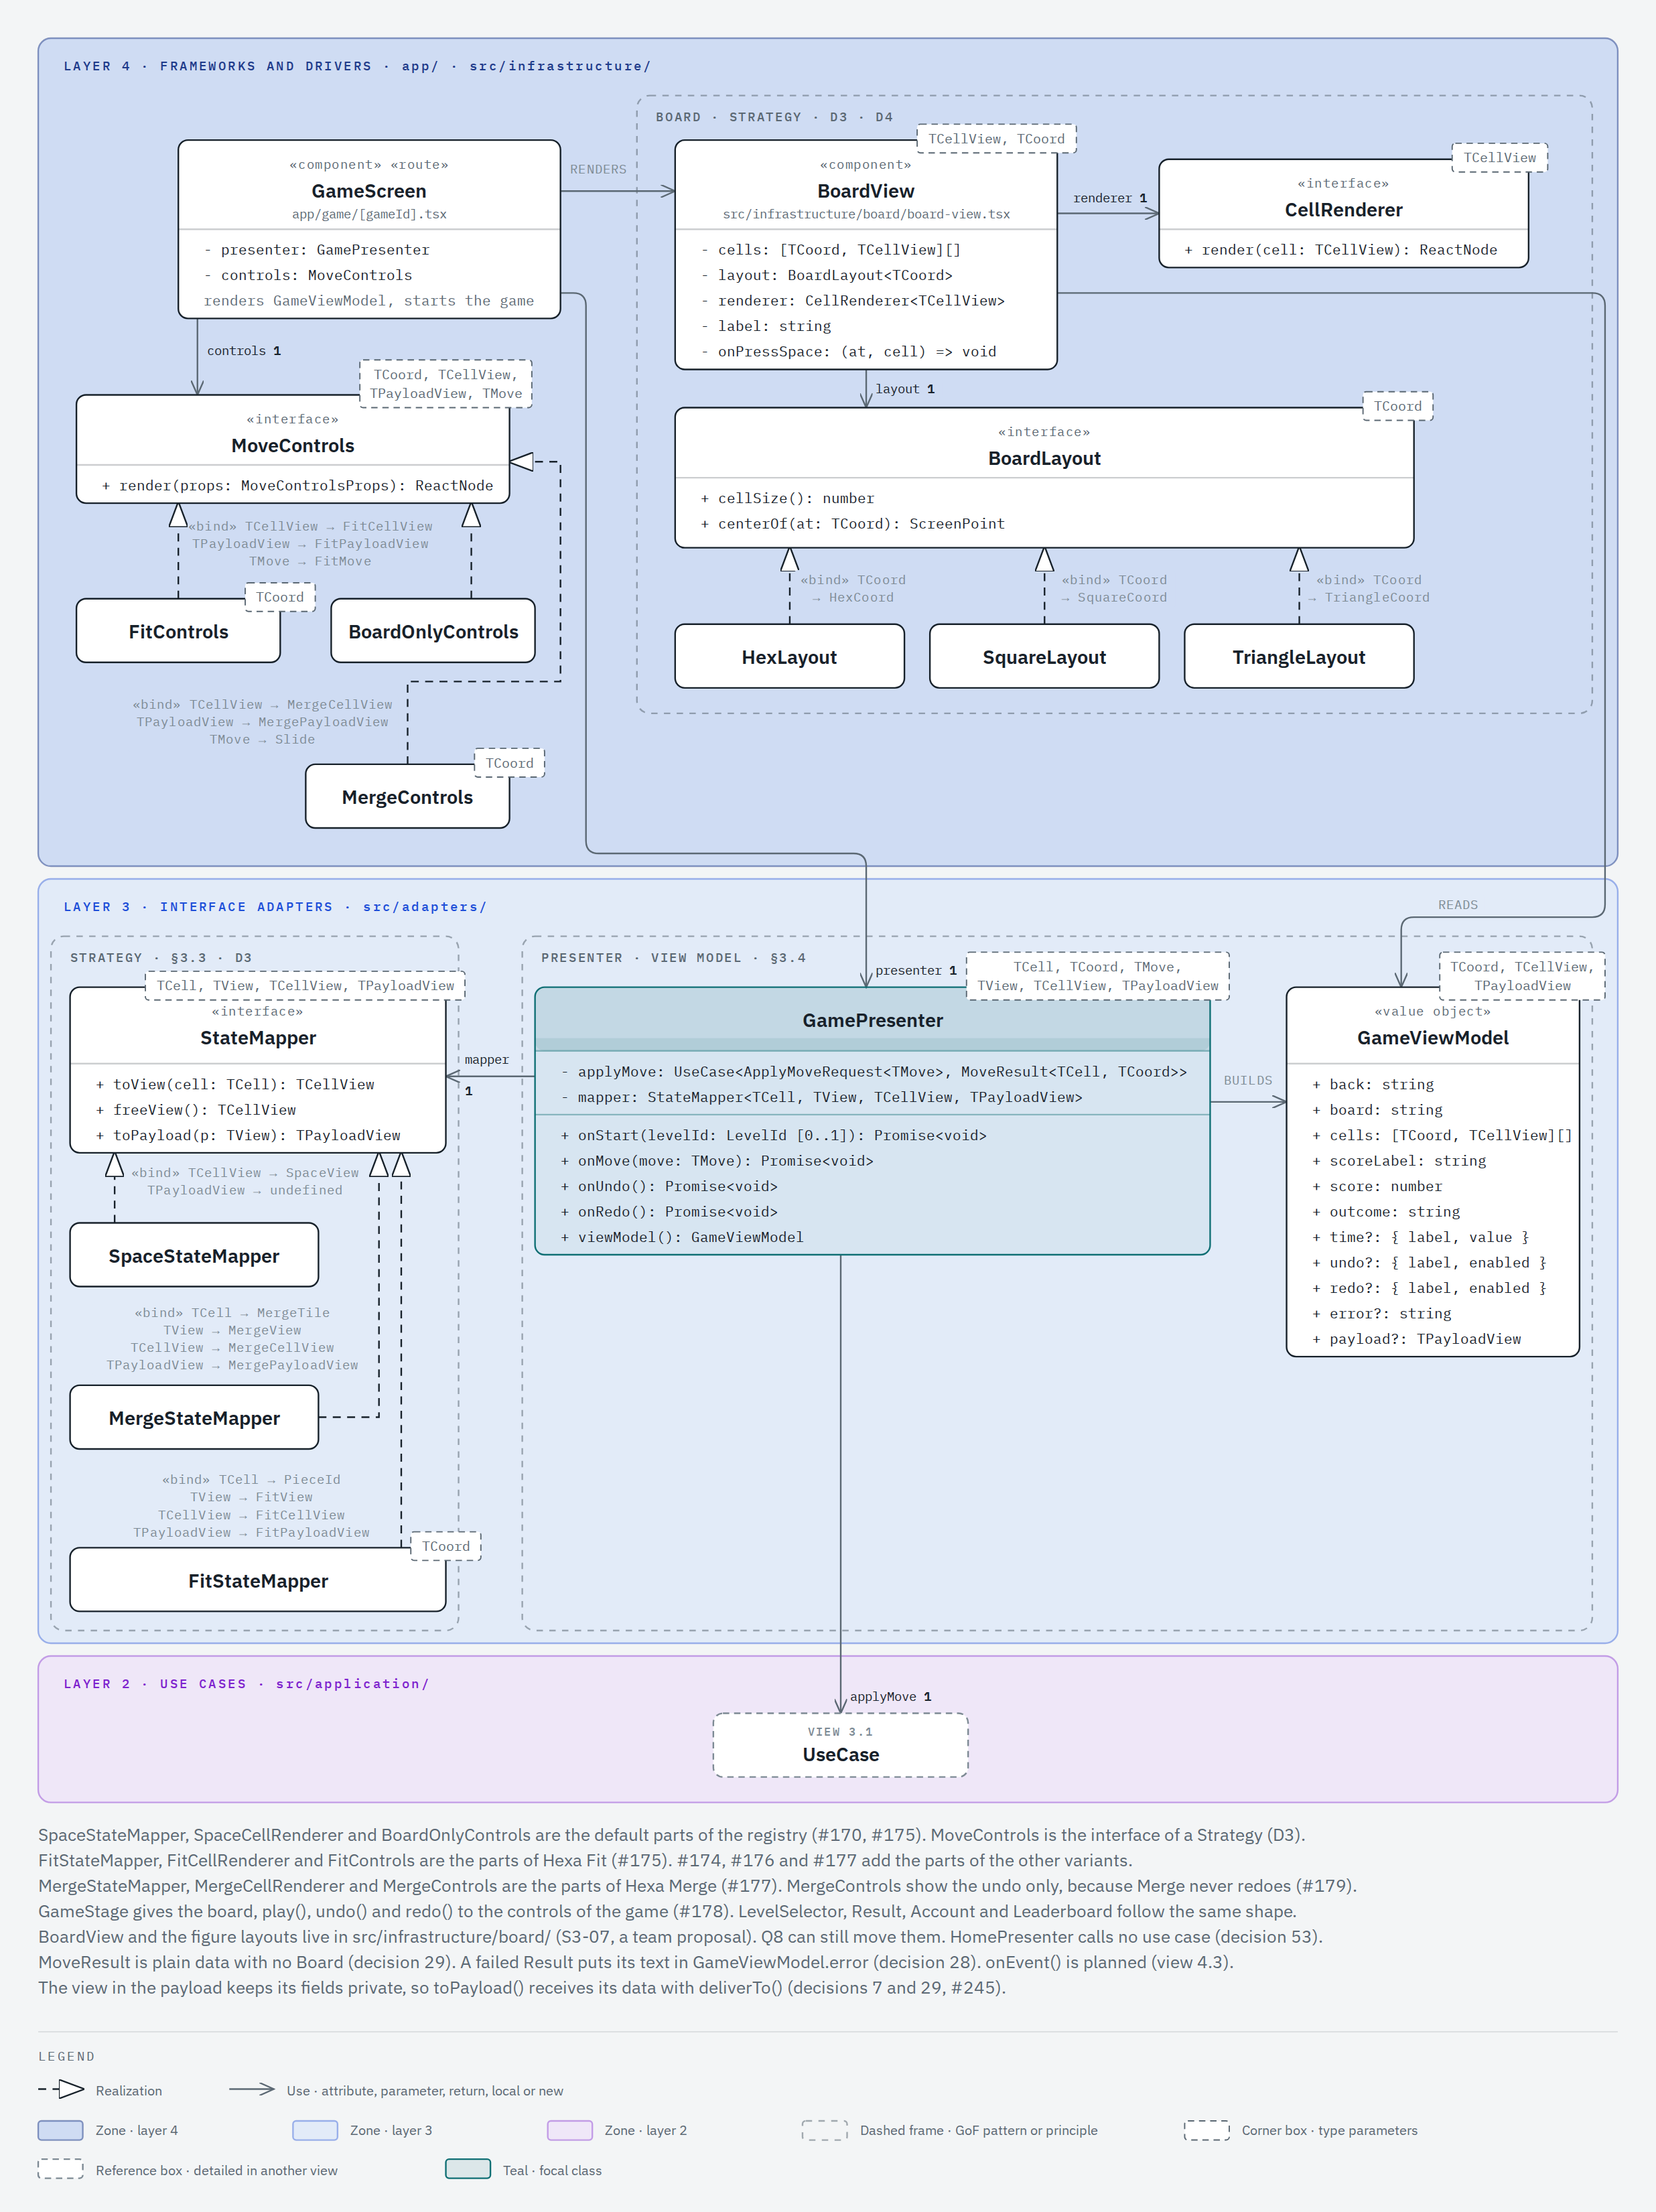 LAYER 4 · FRAMEWORKS AND DRIVERS · app/ · src/infrastructure/
BOARD · STRATEGY · D3 · D4
TCellView, TCoord
TCellView
«component» «route»
GameScreen
app/game/[gameId].tsx
- presenter: GamePresenter
- controls: MoveControls
renders GameViewModel, starts the game
RENDERS
«component»
BoardView
src/infrastructure/board/board-view.tsx
- cells: [TCoord, TCellView][]
- layout: BoardLayout<TCoord>
- renderer: CellRenderer<TCellView>
- label: string
- onPressSpace: (at, cell) => void
renderer 1
«interface»
CellRenderer
+ render(cell: TCellView): ReactNode
controls 1
TCoord, TCellView,
TPayloadView, TMove
«interface»
MoveControls
+ render(props: MoveControlsProps): ReactNode
layout 1
TCoord
«interface»
BoardLayout
+ cellSize(): number
+ centerOf(at: TCoord): ScreenPoint
«bind» TCellView → FitCellView
TPayloadView → FitPayloadView
TMove → FitMove
TCoord
FitControls
BoardOnlyControls
«bind» TCoord
→ HexCoord
«bind» TCoord
→ SquareCoord
«bind» TCoord
→ TriangleCoord
HexLayout
SquareLayout
TriangleLayout
«bind» TCellView → MergeCellView
TPayloadView → MergePayloadView
TMove → Slide
TCoord
MergeControls
LAYER 3 · INTERFACE ADAPTERS · src/adapters/
READS
STRATEGY · §3.3 · D3
TCell, TView, TCellView, TPayloadView
«interface»
StateMapper
+ toView(cell: TCell): TCellView
+ freeView(): TCellView
+ toPayload(p: TView): TPayloadView
mapper
1
PRESENTER · VIEW MODEL · §3.4
presenter 1
TCell, TCoord, TMove,
TView, TCellView, TPayloadView
GamePresenter
- applyMove: UseCase<ApplyMoveRequest<TMove>, MoveResult<TCell, TCoord>>
- mapper: StateMapper<TCell, TView, TCellView, TPayloadView>
+ onStart(levelId: LevelId [0..1]): Promise<void>
+ onMove(move: TMove): Promise<void>
+ onUndo(): Promise<void>
+ onRedo(): Promise<void>
+ viewModel(): GameViewModel
BUILDS
TCoord, TCellView,
TPayloadView
«value object»
GameViewModel
+ back: string
+ board: string
+ cells: [TCoord, TCellView][]
+ scoreLabel: string
+ score: number
+ outcome: string
+ time?: { label, value }
+ undo?: { label, enabled }
+ redo?: { label, enabled }
+ error?: string
+ payload?: TPayloadView
«bind» TCellView → SpaceView
TPayloadView → undefined
SpaceStateMapper
«bind» TCell → MergeTile
TView → MergeView
TCellView → MergeCellView
TPayloadView → MergePayloadView
MergeStateMapper
«bind» TCell → PieceId
TView → FitView
TCellView → FitCellView
TPayloadView → FitPayloadView
TCoord
FitStateMapper
LAYER 2 · USE CASES · src/application/
applyMove 1
VIEW 3.1
UseCase
SpaceStateMapper, SpaceCellRenderer and BoardOnlyControls are the default parts of the registry (#170, #175). MoveControls is the interface of a Strategy (D3).
FitStateMapper, FitCellRenderer and FitControls are the parts of Hexa Fit (#175). #174, #176 and #177 add the parts of the other variants.
MergeStateMapper, MergeCellRenderer and MergeControls are the parts of Hexa Merge (#177). MergeControls show the undo only, because Merge never redoes (#179).
GameStage gives the board, play(), undo() and redo() to the controls of the game (#178). LevelSelector, Result, Account and Leaderboard follow the same shape.
BoardView and the figure layouts live in src/infrastructure/board/ (S3-07, a team proposal). Q8 can still move them. HomePresenter calls no use case (decision 53).
MoveResult is plain data with no Board (decision 29). A failed Result puts its text in GameViewModel.error (decision 28). onEvent() is planned (view 4.3).
The view in the payload keeps its fields private, so toPayload() receives its data with deliverTo() (decisions 7 and 29, #245).
LEGEND
Realization
Use · attribute, parameter, return, local or new
Zone · layer 4
Zone · layer 3
Zone · layer 2
Dashed frame · GoF pattern or principle
Corner box · type parameters
Reference box · detailed in another view
Teal · focal class